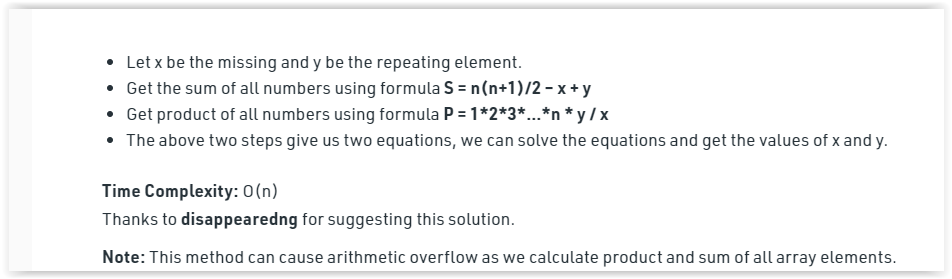 • Let x be the missing and y be the repeating element.
• Get the sum of all numbers using formula S = n(n+1)/2 – x + y
• Get product of all numbers using formula P = 1*2*3*…*n * y / x
• The above two steps give us two equations, we can solve the equations and get the values of x and y.
Time Complexity: O(n)
Thanks to disappearedng for suggesting this solution.
Note: This method can cause arithmetic overflow as we calculate product and sum of all array elements.